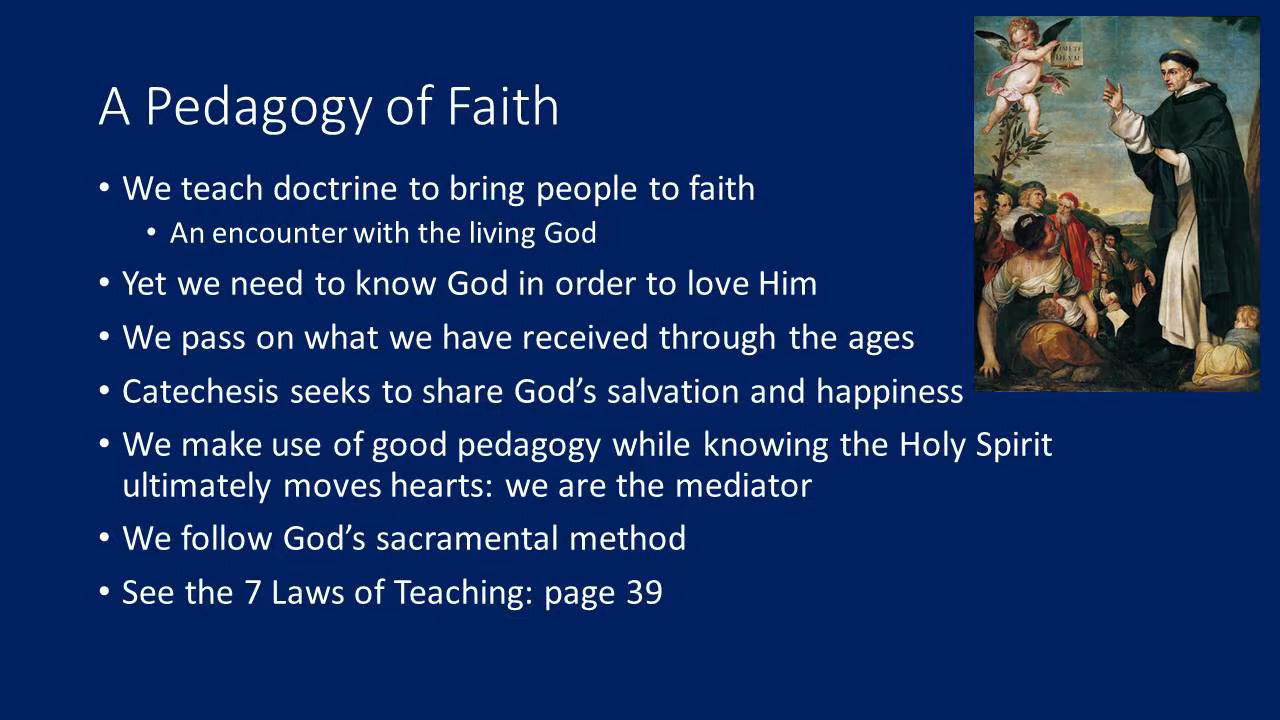 A Pedagogy of Faith
• We teach doctrine to bring people to faith
• An encounter with the living God
• Yet we need to know God in order to love Him
• We pass on what we have received through the ages
• Catechesis seeks to share God’s salvation and happiness
• We make use of good pedagogy while knowing the Holy Spirit
ultimately moves hearts: we are the mediator
• We follow God’s sacramental method
• See the 7 Laws of Teaching: page 39